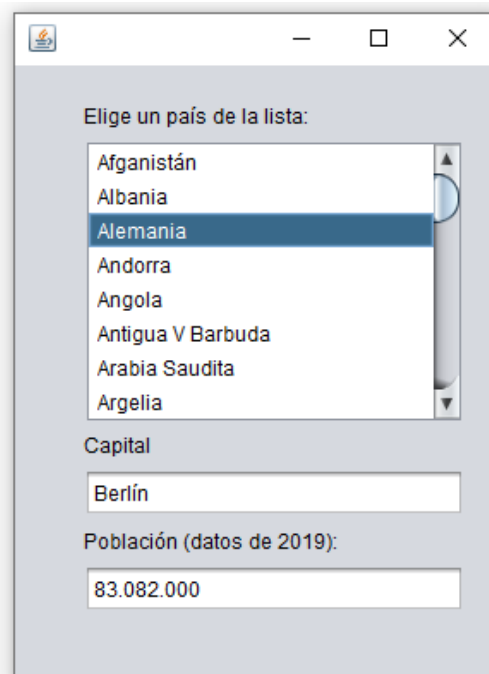 Elige un país de la lista:
Afganistán
Albania
Alemania
Andorra
Angola
Antigua V Barbuda
Arabia Saudita
Argelia
Capital
Berlín
Población (datos de 2019):
83.082.000